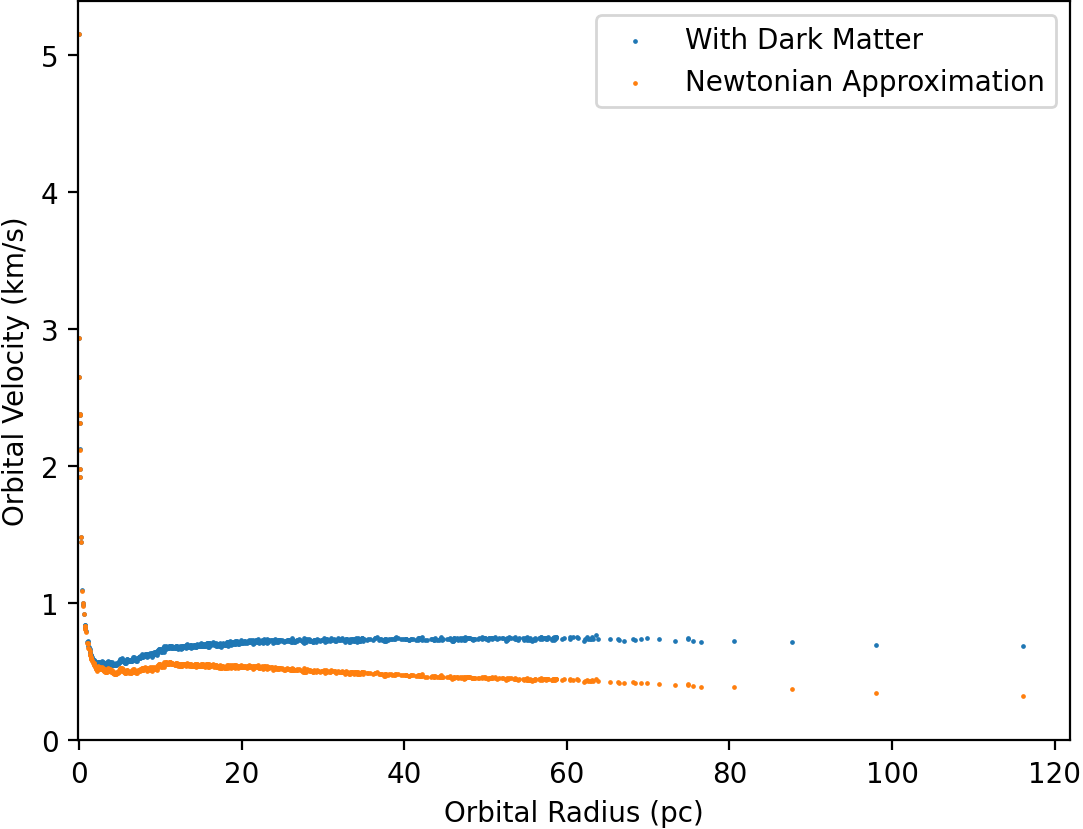 With Dark Matter
Newtonian Approximation
5
4
3
2
1
0
Orbital Velocity (km/s)
0 20 40 60 80 100 120
Orbital Radius (pc)